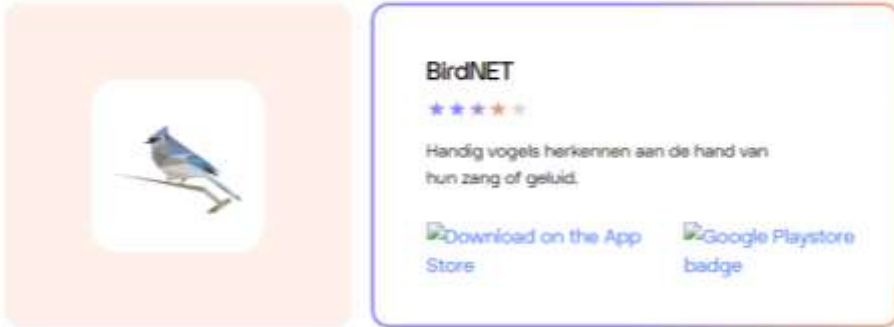 BirdNET
Handig vogels herkennen aan de hand van
hun zang of geluid.
Download on the App
Store
Google Playstore
badge